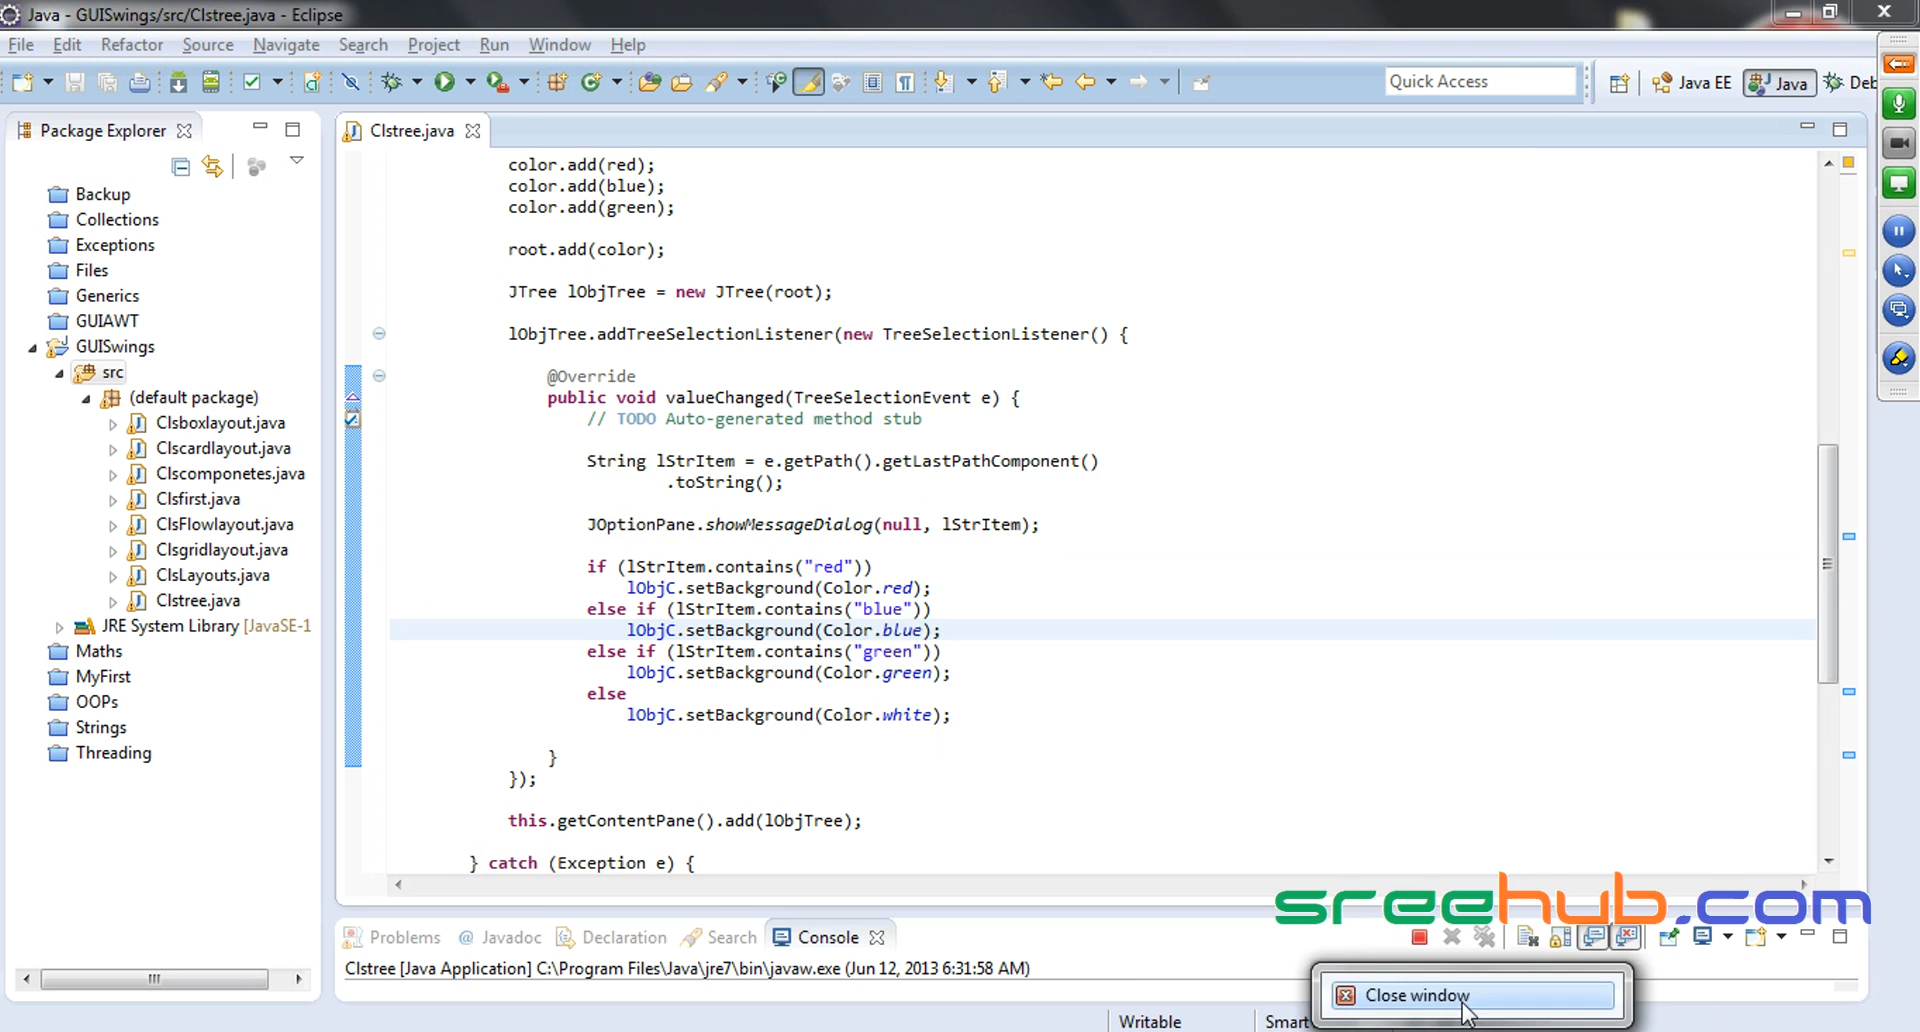 Java - GUISwings/src/Clstree.java - Eclipse
File Edit Refactor Source Navigate Search Project Run Window Help
Quick Access Java EE Java Deb
Package Explorer
Clstree.java
Backup
Collections
Exceptions
Files
Generics
GUIAWT
GUISwings
src
(default package)
Clsboxlayout.java
Clscardlayout.java
Clscomponetes.java
Clsfirst.java
ClsFlowlayout.java
Clsgridlayout.java
ClsLayouts.java
Clstree.java
JRE System Library [JavaSE-1
Maths
MyFirst
OOPs
Strings
Threading
color.add(red);
color.add(blue);
color.add(green);
root.add(color);
JTree lObjTree = new JTree(root);
lObjTree.addTreeSelectionListener(new TreeSelectionListener() {
@Override
public void valueChanged(TreeSelectionEvent e) {
// TODO Auto-generated method stub
String lStrItem = e.getPath().getLastPathComponent()
.toString();
JOptionPane.showMessageDialog(null, lStrItem);
if (lStrItem.contains("red"))
lObjC.setBackground(Color.red);
else if (lStrItem.contains("blue"))
lObjC.setBackground(Color.blue);
else if (lStrItem.contains("green"))
lObjC.setBackground(Color.green);
else
lObjC.setBackground(Color.white);
}
});
this.getContentPane().add(lObjTree);
} catch (Exception e) {
sreehub.com
Problems @ Javadoc Declaration Search Console
Clstree [Java Application] C:\Program Files\Java\jre7\bin\javaw.exe (Jun 12, 2013 6:31:58 AM)
Close window
Writable Smart